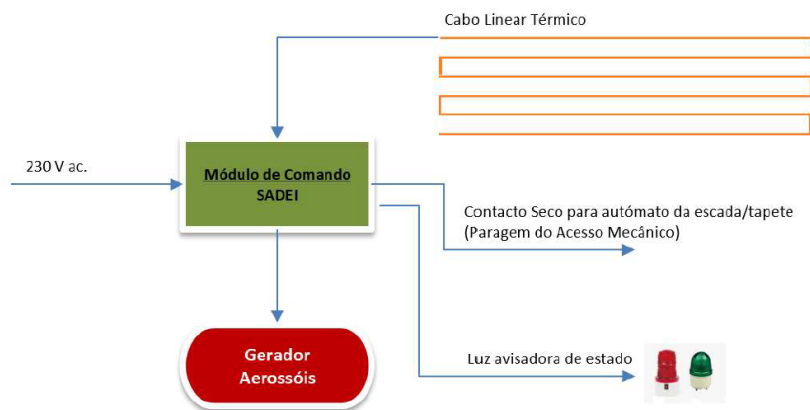 Cabo Linear Térmico
230 V ac.
Módulo de Comando
SADEI
Contacto Seco para autómato da escada/tapete
(Paragem do Acesso Mecânico)
Gerador
Aerossóis
Luz avisadora de estado